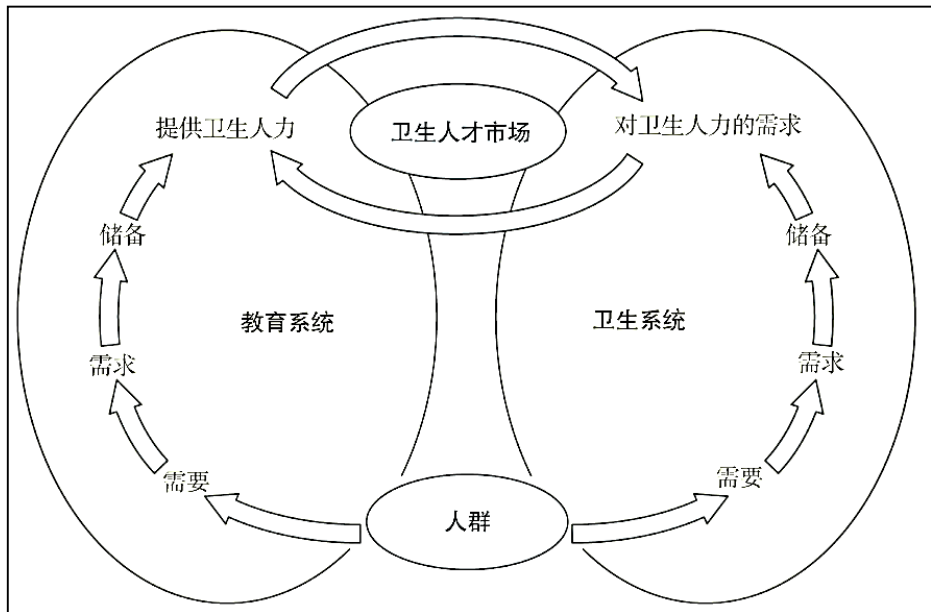 提供卫生人力
卫生人才市场
对卫生人力的需求
储备
储备
教育系统
卫生系统
需求
需求
需要
需要
人群